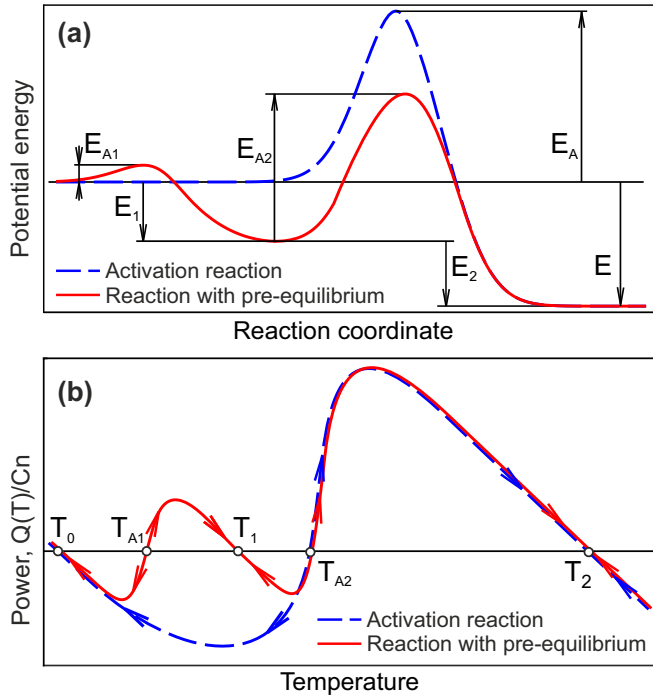 (a)
Potential energy
E_A1
E_1
E_A2
E_A
E_2
E
Activation reaction
Reaction with pre-equilibrium
Reaction coordinate
(b)
Power, Q(T)/Cn
T_0
T_A1
T_1
T_A2
T_2
Activation reaction
Reaction with pre-equilibrium
Temperature